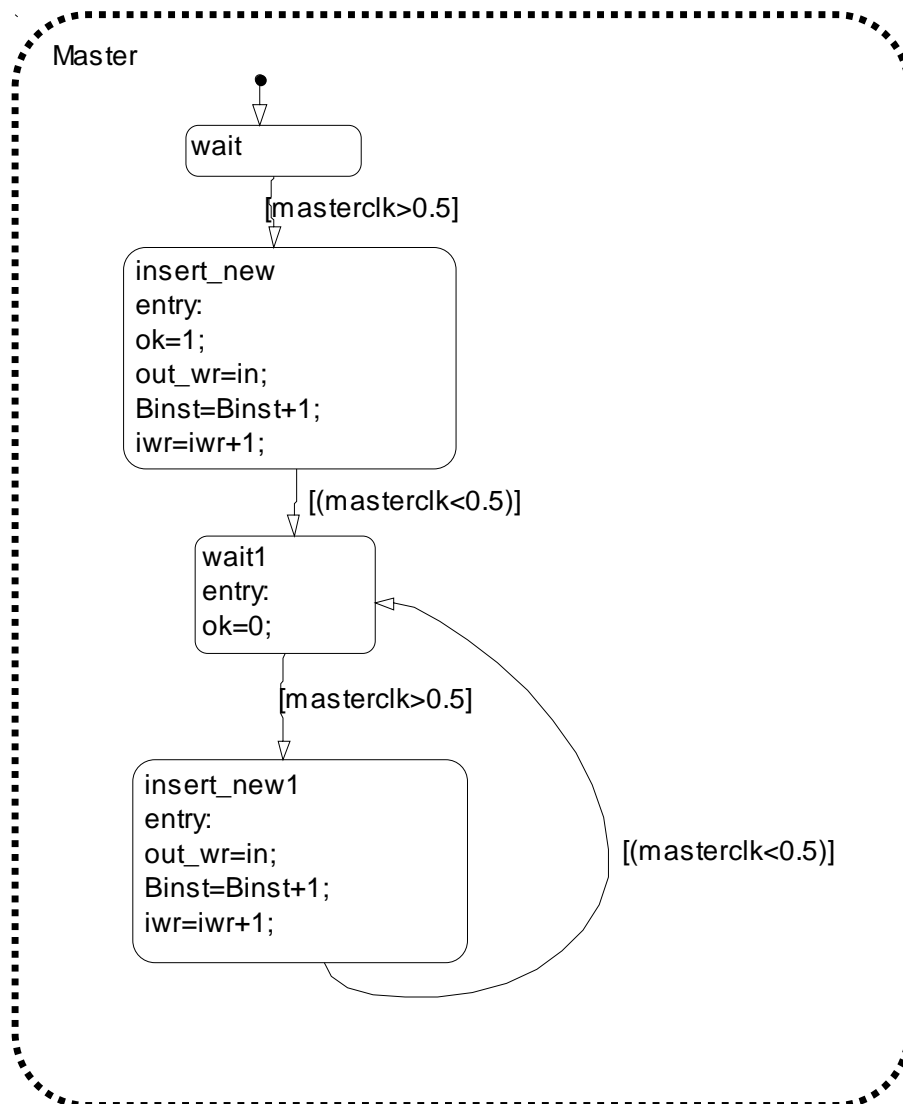 Master
wait
[masterclk>0.5]
insert_new
entry:
ok=1;
out_wr=in;
Binst=Binst+1;
iwr=iwr+1;
[(masterclk<0.5)]
wait1
entry:
ok=0;
[masterclk>0.5]
insert_new1
entry:
out_wr=in;
Binst=Binst+1;
iwr=iwr+1;
[(masterclk<0.5)]